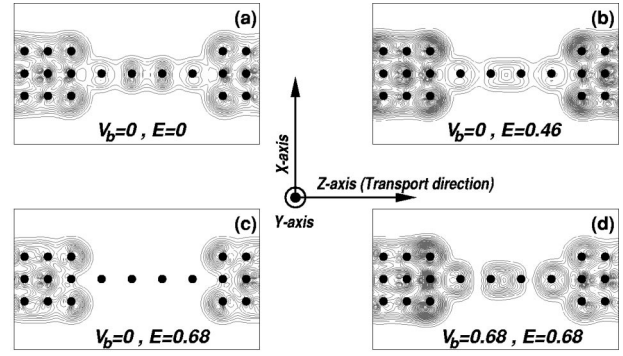 (a)
V_b=0 , E=0
(b)
V_b=0 , E=0.46
X-axis
Z-axis (Transport direction)
Y-axis
(c)
V_b=0 , E=0.68
(d)
V_b=0.68 , E=0.68